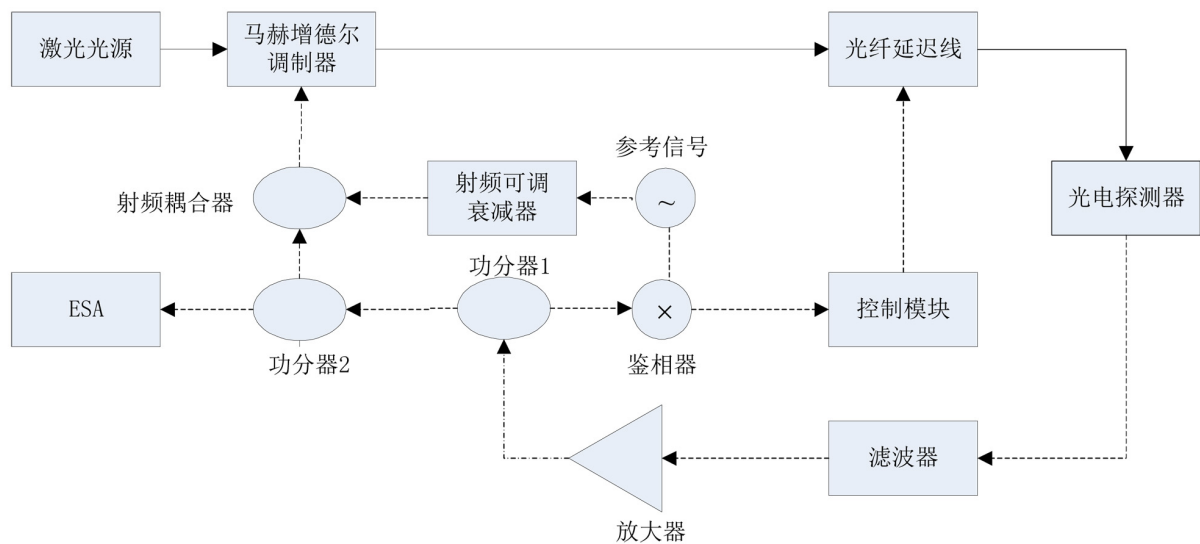 激光光源
马赫增德尔
调制器
光纤延迟线
参考信号
~
射频可调
衰减器
射频耦合器
光电探测器
功分器1
ESA
×
控制模块
功分器2
鉴相器
滤波器
放大器